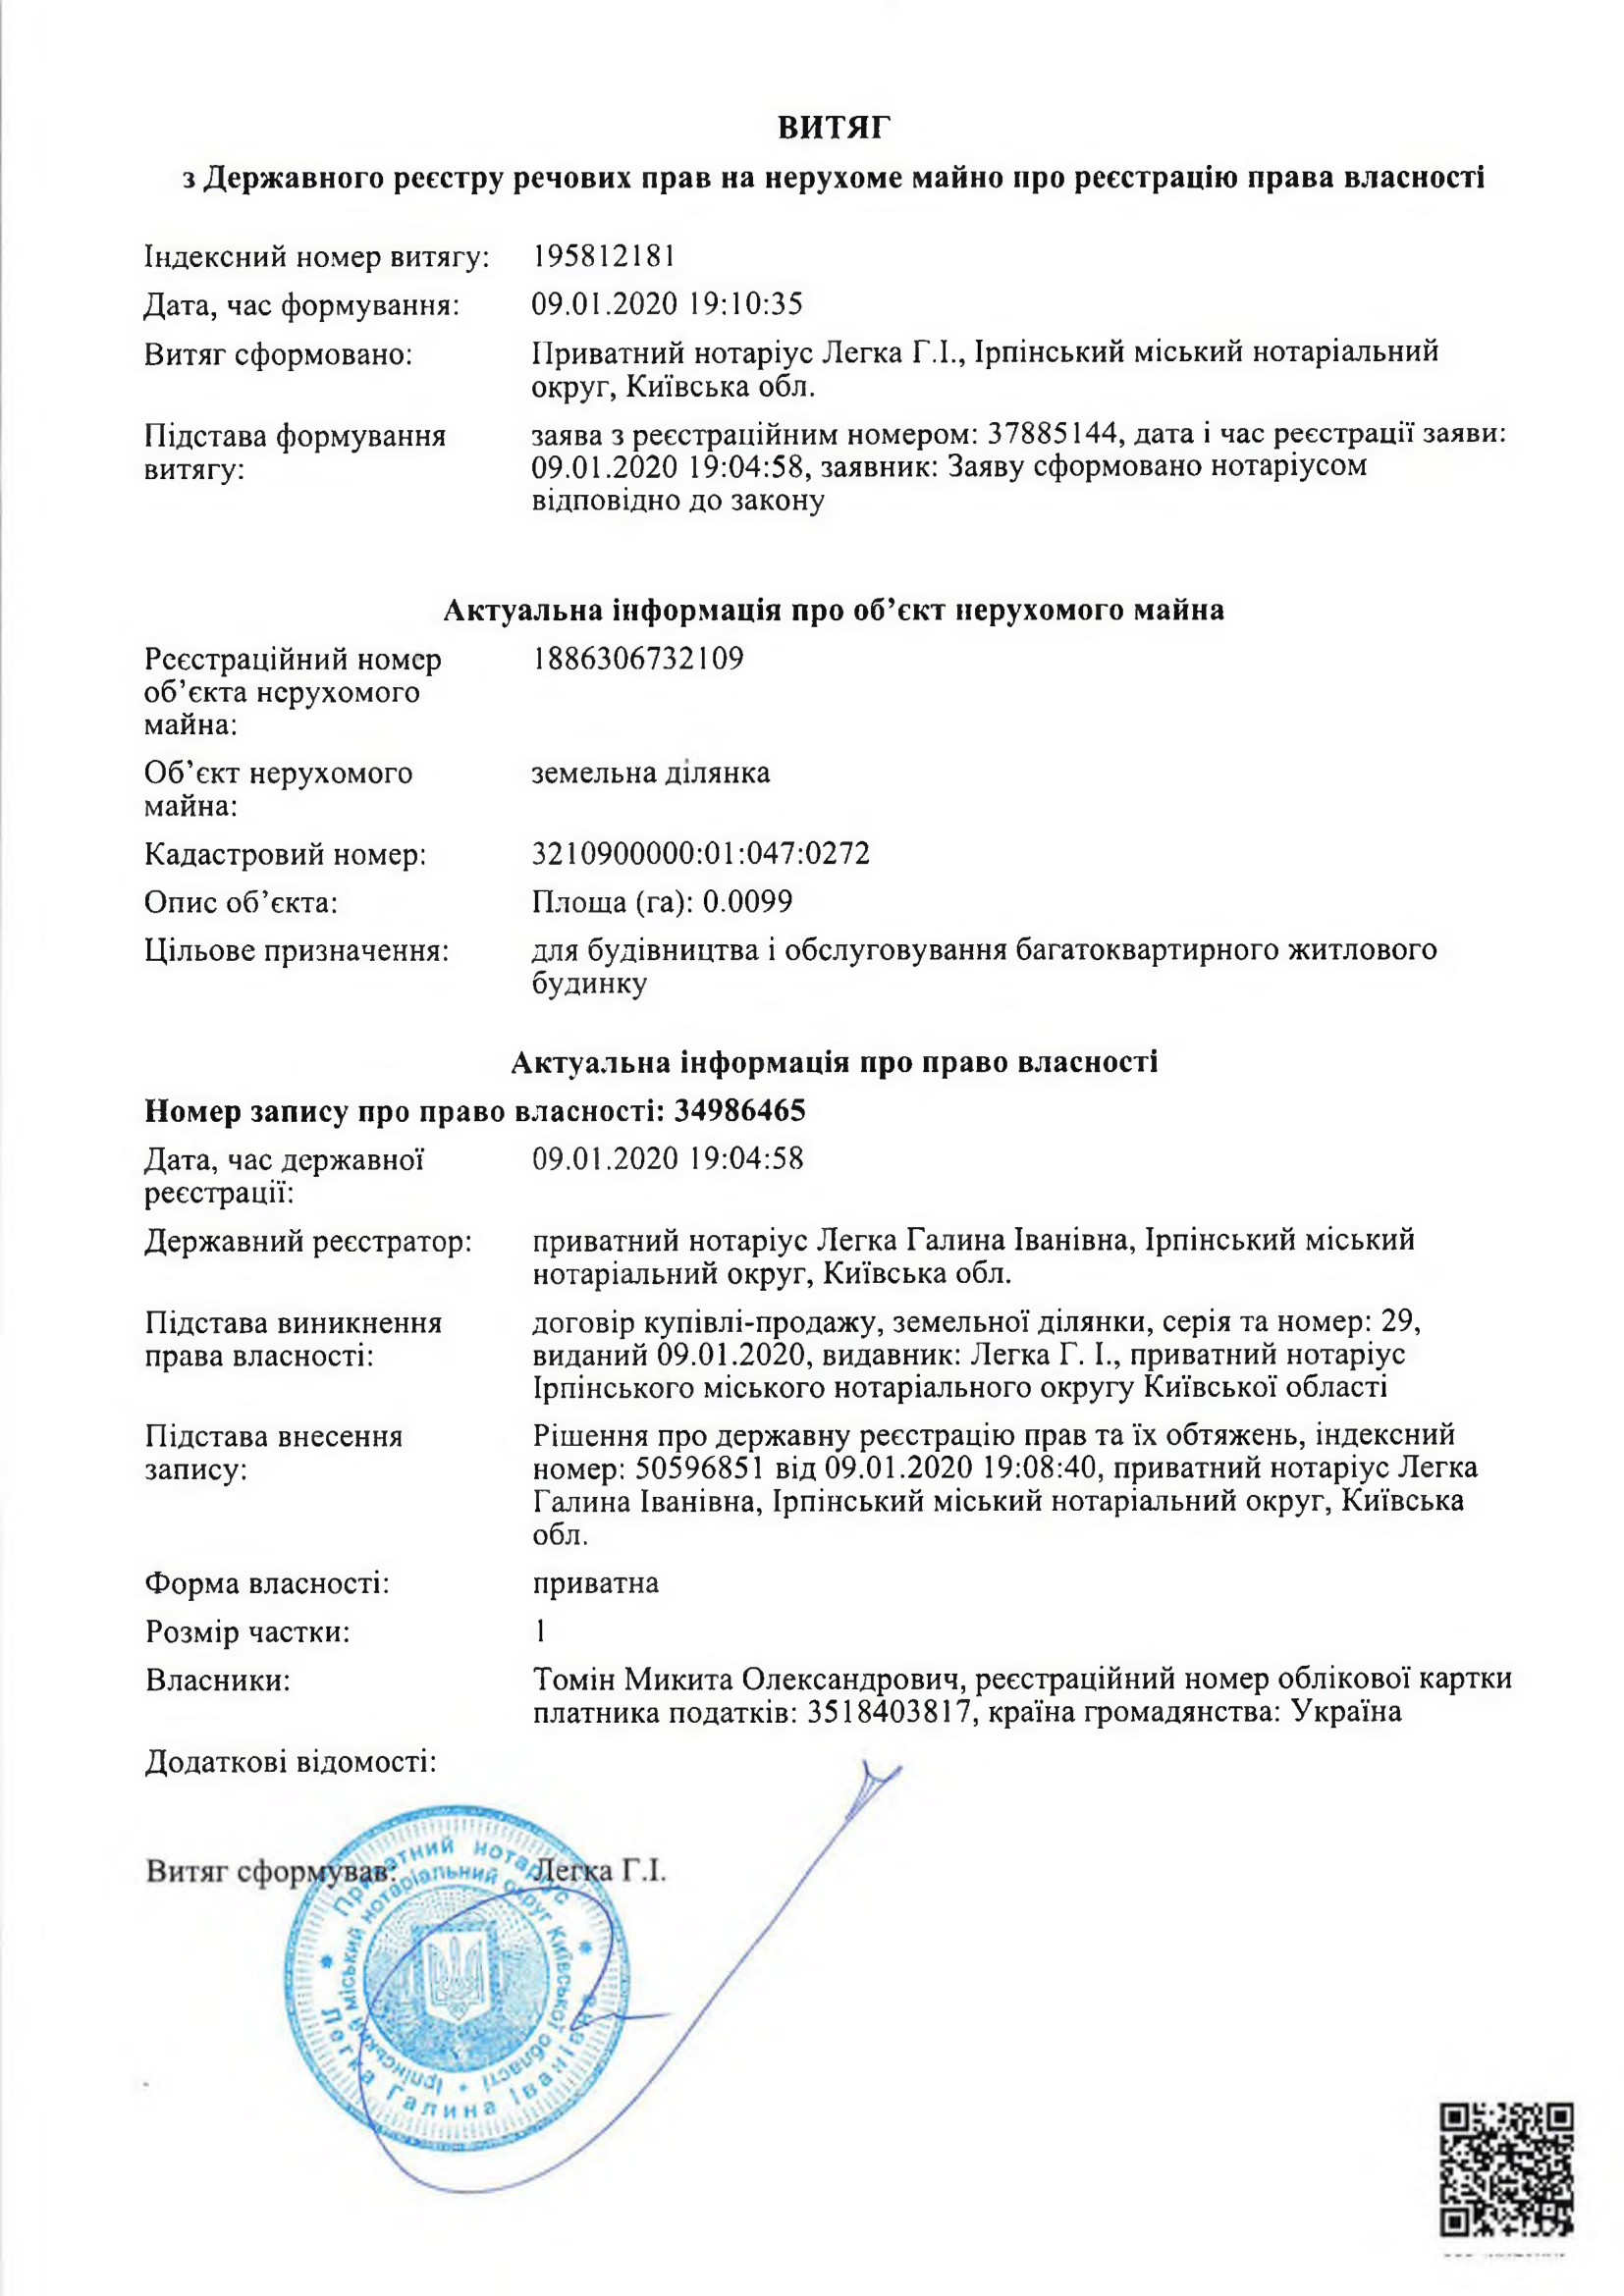 ВИТЯГ
з Державного реєстру речових прав на нерухоме майно про реєстрацію права власності
Індексний номер витягу: 195812181
Дата, час формування: 09.01.2020 19:10:35
Витяг сформовано: Приватний нотаріус Легка Г.І., Ірпінський міський нотаріальний
округ, Київська обл.
Підстава формування заява з реєстраційним номером: 37885144, дата і час реєстрації заяви:
витягу: 09.01.2020 19:04:58, заявник: Заяву сформовано нотаріусом
відповідно до закону
Актуальна інформація про об’єкт нерухомого майна
Реєстраційний номер 1886306732109
об’єкта нерухомого
майна:
Об’єкт нерухомого земельна ділянка
майна:
Кадастровий номер: 3210900000:01:047:0272
Опис об’єкта: Площа (га): 0.0099
Цільове призначення: для будівництва і обслуговування багатоквартирного житлового
будинку
Актуальна інформація про право власності
Номер запису про право власності: 34986465
Дата, час державної 09.01.2020 19:04:58
реєстрації:
Державний реєстратор: приватний нотаріус Легка Галина Іванівна, Ірпінський міський
нотаріальний округ, Київська обл.
Підстава виникнення договір купівлі-продажу, земельної ділянки, серія та номер: 29,
права власності: виданий 09.01.2020, видавник: Легка Г. І., приватний нотаріус
Ірпінського міського нотаріального округу Київської області
Підстава внесення Рішення про державну реєстрацію прав та їх обтяжень, індексний
запису: номер: 50596851 від 09.01.2020 19:08:40, приватний нотаріус Легка
Галина Іванівна, Ірпінський міський нотаріальний округ, Київська
обл.
Форма власності: приватна
Розмір частки: 1
Власники: Томін Микита Олександрович, реєстраційний номер облікової картки
платника податків: 3518403817, країна громадянства: Україна
Додаткові відомості:
Витяг сформував: Легка Г.І.
Приватний нотаріус
Легка Галина Іванівна
Ірпінський міський нотаріальний округ Київської області